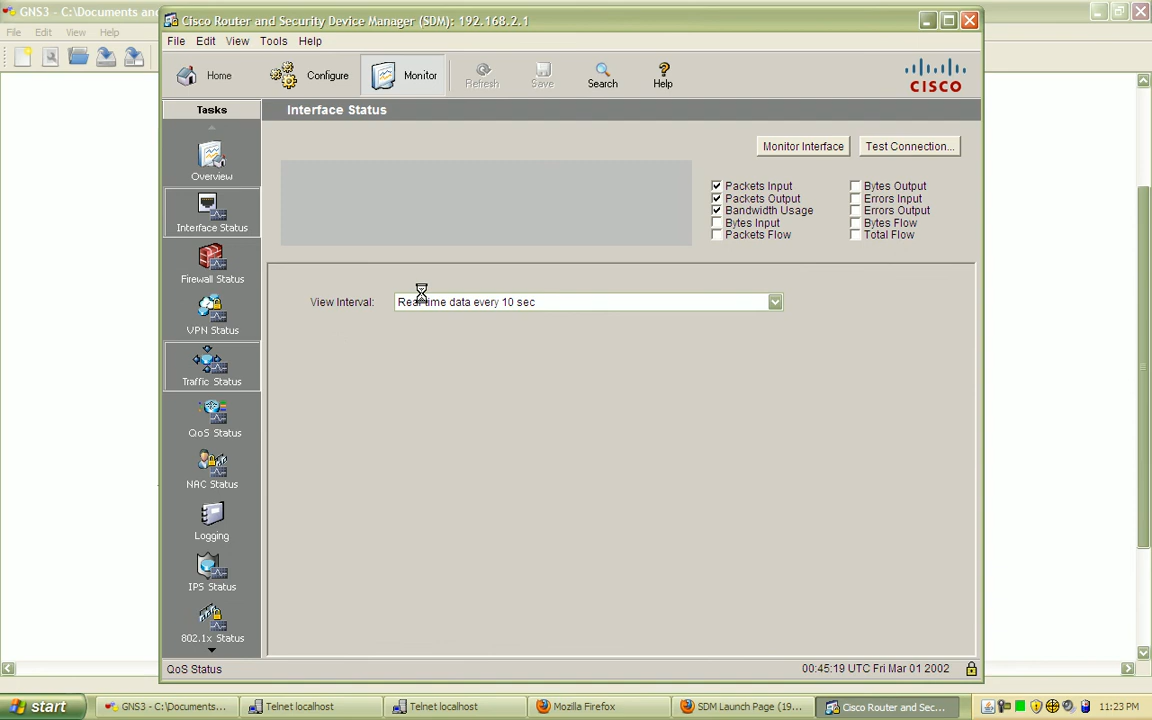 GNS3 - C:\Documents an
Cisco Router and Security Device Manager (SDM): 192.168.2.1
File Edit View Help
File Edit View Tools Help
Home
Configure
Monitor
Refresh
Save
Search
Help
CISCO
Tasks
Interface Status
Overview
Interface Status
Firewall Status
VPN Status
Traffic Status
QoS Status
NAC Status
Logging
IPS Status
802.1x Status
Monitor Interface
Test Connection...
Packets Input
Packets Output
Bandwidth Usage
Bytes Input
Packets Flow
Bytes Output
Errors Input
Errors Output
Bytes Flow
Total Flow
View Interval: Real-time data every 10 sec
QoS Status
00:45:19 UTC Fri Mar 01 2002
start
GNS3 - C:\Documents...
Telnet localhost
Telnet localhost
Mozilla Firefox
SDM Launch Page (19...
Cisco Router and Sec...
11:23 PM